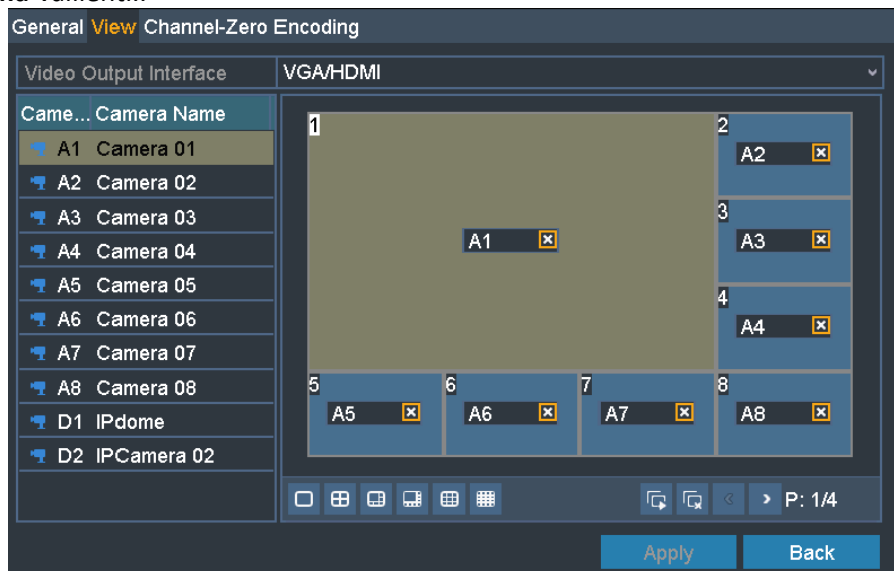 General View Channel-Zero Encoding
Video Output Interface VGA/HDMI
Came... Camera Name
A1 Camera 01
A2 Camera 02
A3 Camera 03
A4 Camera 04
A5 Camera 05
A6 Camera 06
A7 Camera 07
A8 Camera 08
D1 IPdome
D2 IPCamera 02
1
A1
2
A2
3
A3
4
A4
5
A5
6
A6
7
A7
8
A8
P: 1/4
Apply Back